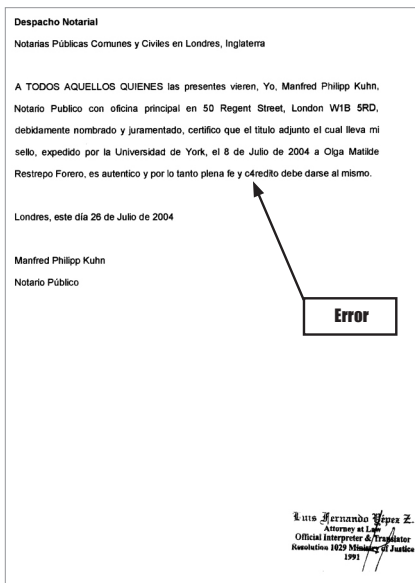 Despacho Notarial
Notarias Públicas Comunes y Civiles en Londres, Inglaterra
A TODOS AQUELLOS QUIENES las presentes vieren, Yo, Manfred Philipp Kuhn,
Notario Publico con oficina principal en 50 Regent Street, London W1B 5RD,
debidamente nombrado y juramentado, certifico que el titulo adjunto el cual lleva mi
sello, expedido por la Universidad de York, el 8 de Julio de 2004 a Olga Matilde
Restrepo Forero, es autentico y por lo tanto plena fe y c4redito debe darse al mismo.
Londres, este día 26 de Julio de 2004
Manfred Philipp Kuhn
Notario Público
Error
Luis Fernando Yépez Z.
Attorney at Law
Official Interpreter & Translator
Resolution 1029 Ministry of Justice
1991